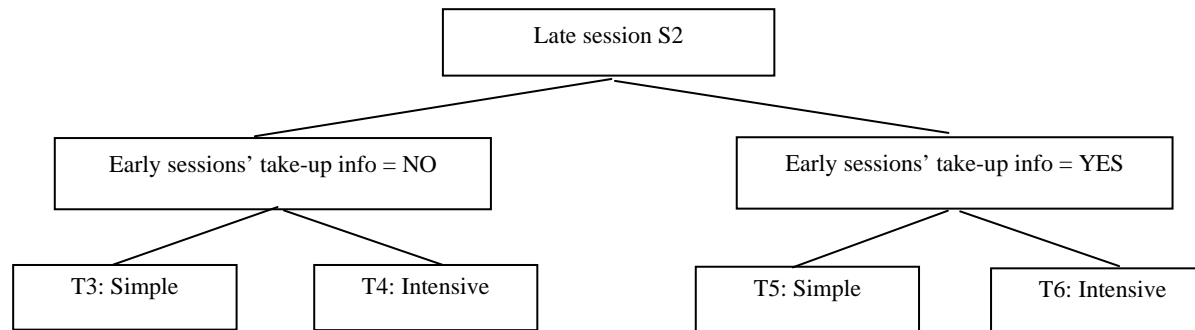 Late session S2
Early sessions’ take-up info = NO
Early sessions’ take-up info = YES
T3: Simple
T4: Intensive
T5: Simple
T6: Intensive